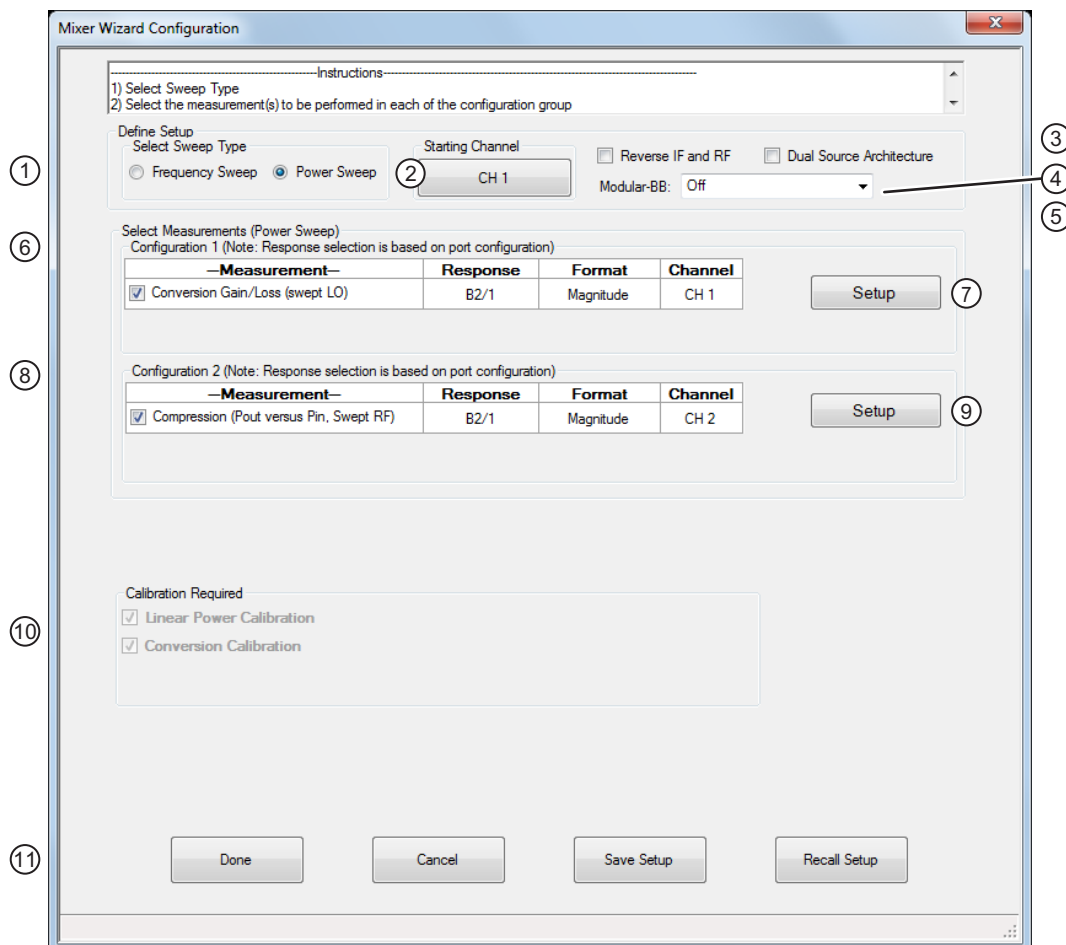 Mixer Wizard Configuration
x
--------------------Instructions--------------------
1) Select Sweep Type
2) Select the measurement(s) to be performed in each of the configuration group
Define Setup
Select Sweep Type
Starting Channel
1
Frequency Sweep Power Sweep
2
CH 1
Reverse IF and RF
Dual Source Architecture
3
Modular-BB: Off
4
5
Select Measurements (Power Sweep)
6
Configuration 1 (Note: Response selection is based on port configuration)
—Measurement— Response Format Channel
Conversion Gain/Loss (swept LO) B2/1 Magnitude CH 1
Setup
7
8
Configuration 2 (Note: Response selection is based on port configuration)
—Measurement— Response Format Channel
Compression (Pout versus Pin, Swept RF) B2/1 Magnitude CH 2
Setup
9
Calibration Required
10
Linear Power Calibration
Conversion Calibration
11
Done Cancel Save Setup Recall Setup